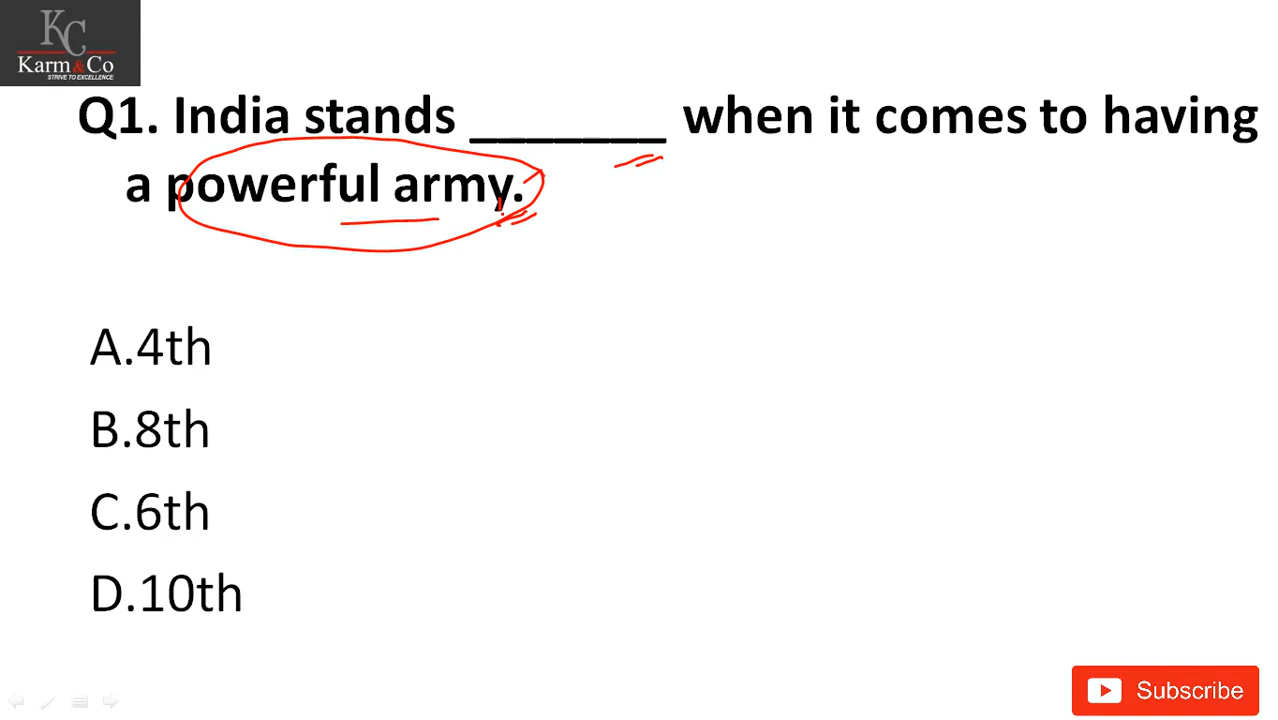 KC
Karm&Co
STRIVE TO EXCELLENCE
Q1. India stands _______ when it comes to having
a powerful army.
A.4th
B.8th
C.6th
D.10th
Subscribe